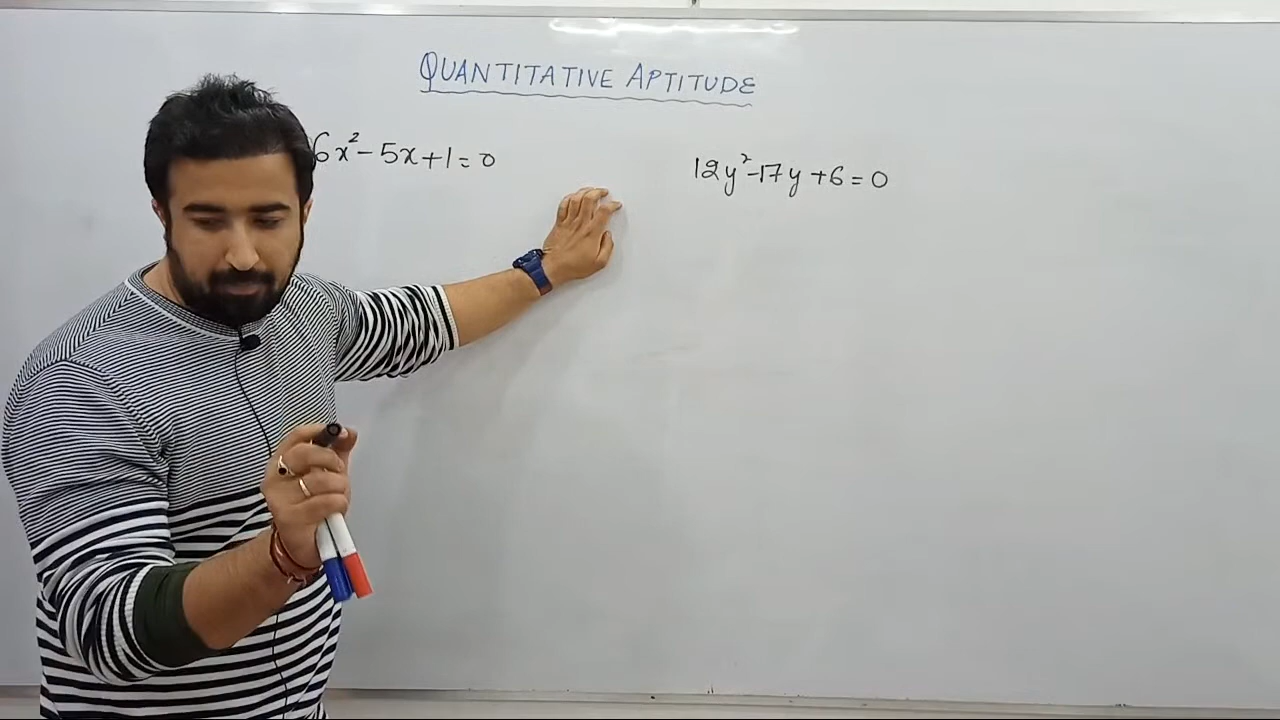 QUANTITATIVE APTITUDE
6x² - 5x + 1 = 0
12y² - 17y + 6 = 0